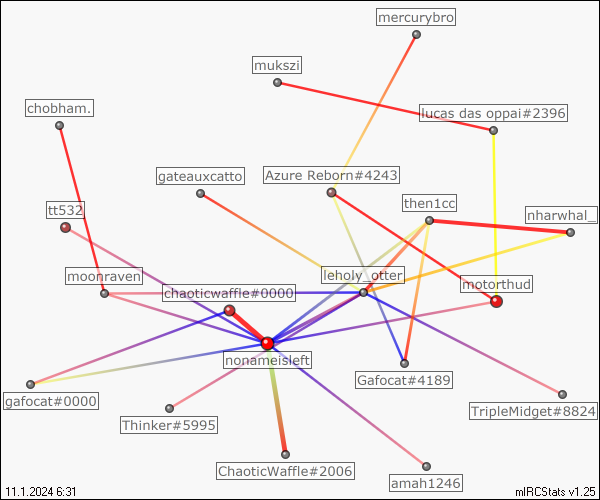 mercurybro
mukszi
chobham.
lucas das oppai#2396
gateauxcatto
Azure Reborn#4243
then1cc
tt532
nharwhal_
moonraven
leholy_otter
motorthud
chaoticwaffle#0000
nonameisleft
gafocat#0000
Gafocat#4189
Thinker#5995
TripleMidget#8824
ChaoticWaffle#2006
amah1246
11.1.2024 6:31
mIRCStats v1.25